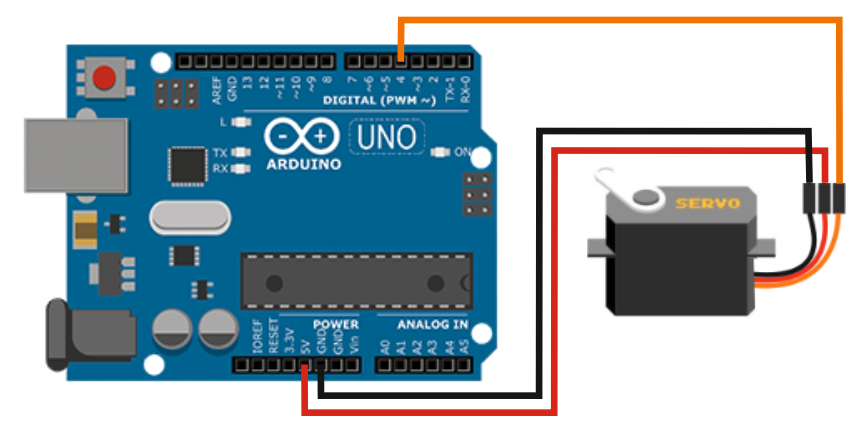 AREF
GND
13
12
~11
~10
~9
8
7
~6
~5
4
~3
2
TX-1
RX-0
DIGITAL (PWM ~)
L
TX
RX
UNO
ARDUINO
ON
SERVO
POWER
ANALOG IN
IOREF
RESET
3.3V
5V
GND
GND
Vin
A0
A1
A2
A3
A4
A5